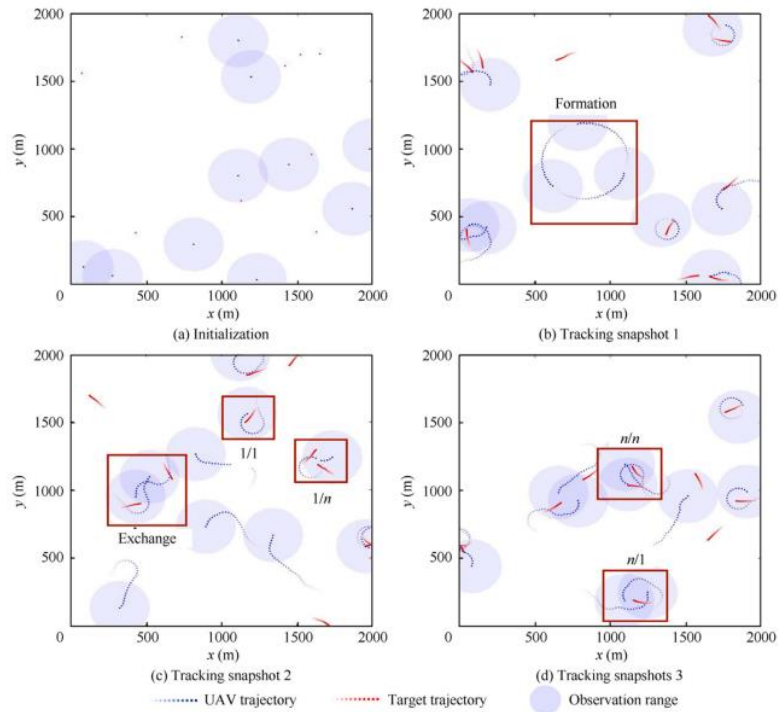 2000
1500
1000
500
0
y (m)
500 1000 1500 2000
x (m)
(a) Initialization
2000
1500
1000
500
0
y (m)
Formation
500 1000 1500 2000
x (m)
(b) Tracking snapshot 1
2000
1500
1000
500
0
y (m)
1/1
1/n
Exchange
500 1000 1500 2000
x (m)
(c) Tracking snapshot 2
2000
1500
1000
500
0
y (m)
n/n
n/1
500 1000 1500 2000
x (m)
(d) Tracking snapshots 3
UAV trajectory Target trajectory Observation range